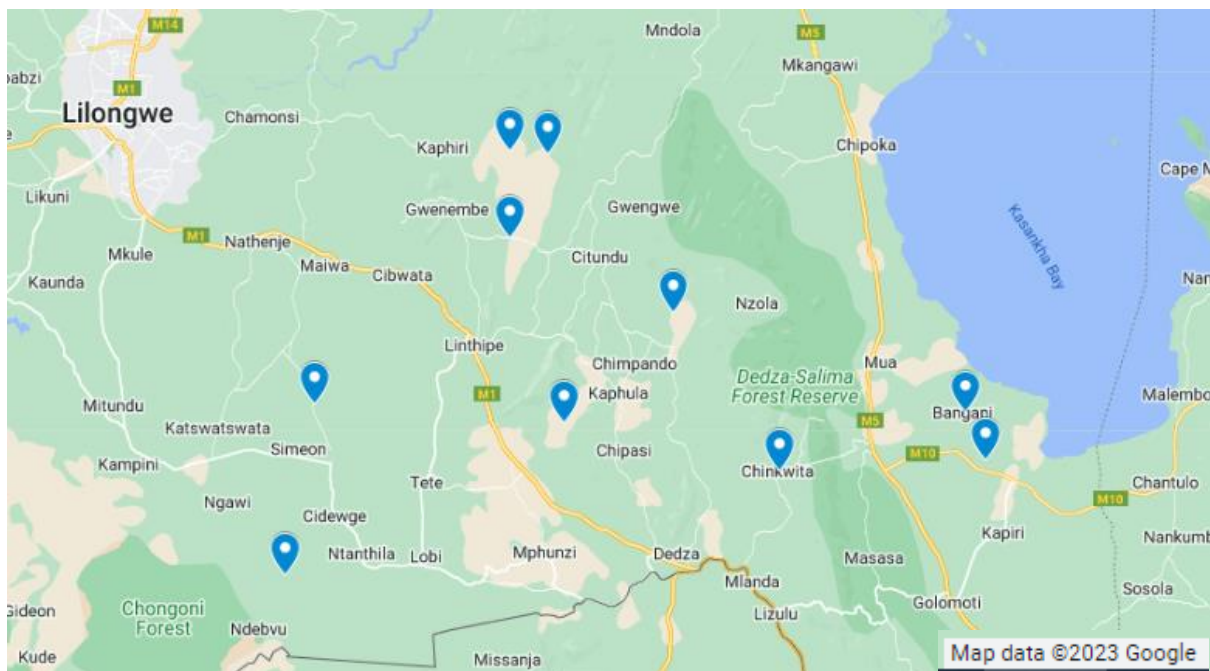 M14
Mndola
M5
Mkangawi
abzi
M1
Lilongwe
Chamonsi
Kaphiri
Chipoka
Cape M
Likuni
Gwenembe
Gwengwe
Kasankha Bay
M1
Nathenje
Mkule
Maiwa
Cibwata
Citundu
Kaunda
Nan
Nzola
Linthipe
Chimpando
Mua
Dedza-Salima
Forest Reserve
Kaphula
M1
Malembo
Mitundu
Bangani
Katswatswata
M5
Simeon
Chipasi
M10
Kampini
Chinkwita
Tete
Chantulo
M10
Ngawi
Cidewge
Kapiri
Ntanthila
Lobi
Mphunzi
Dedza
Masasa
Nankumb
Mlanda
Sosola
Chongoni
Forest
Gideon
Lizulu
Golomoti
Ndebvu
Kude
Missanja
Map data ©2023 Google